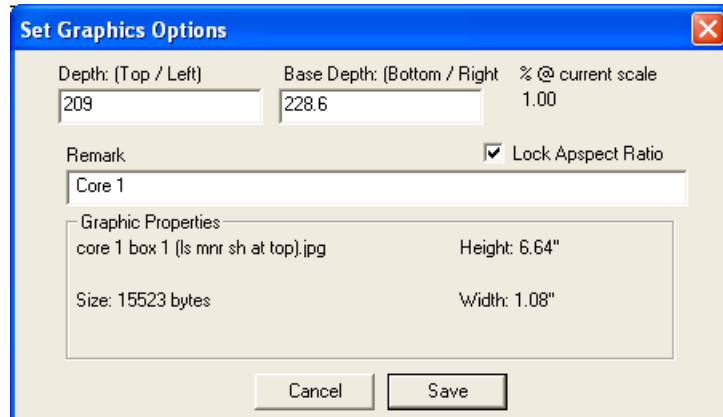 Set Graphics Options
Depth: (Top / Left) Base Depth: (Bottom / Right % @ current scale
209 228.6 1.00
Remark Lock Apspect Ratio
Core 1
Graphic Properties
core 1 box 1 (ls mnr sh at top).jpg Height: 6.64"
Size: 15523 bytes Width: 1.08"
Cancel Save